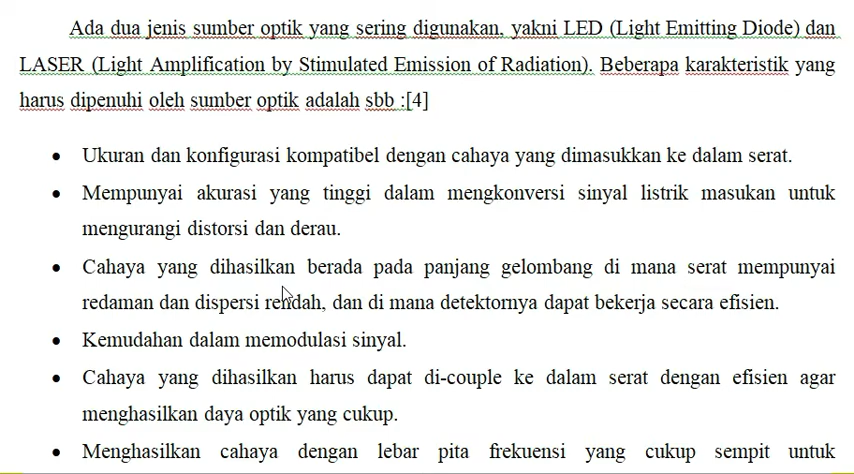 Ada dua jenis sumber optik yang sering digunakan, yakni LED (Light Emitting Diode) dan
LASER (Light Amplification by Stimulated Emission of Radiation). Beberapa karakteristik yang
harus dipenuhi oleh sumber optik adalah sbb :[4]
• Ukuran dan konfigurasi kompatibel dengan cahaya yang dimasukkan ke dalam serat.
• Mempunyai akurasi yang tinggi dalam mengkonversi sinyal listrik masukan untuk
mengurangi distorsi dan derau.
• Cahaya yang dihasilkan berada pada panjang gelombang di mana serat mempunyai
redaman dan dispersi rendah, dan di mana detektornya dapat bekerja secara efisien.
• Kemudahan dalam memodulasi sinyal.
• Cahaya yang dihasilkan harus dapat di-couple ke dalam serat dengan efisien agar
menghasilkan daya optik yang cukup.
• Menghasilkan cahaya dengan lebar pita frekuensi yang cukup sempit untuk